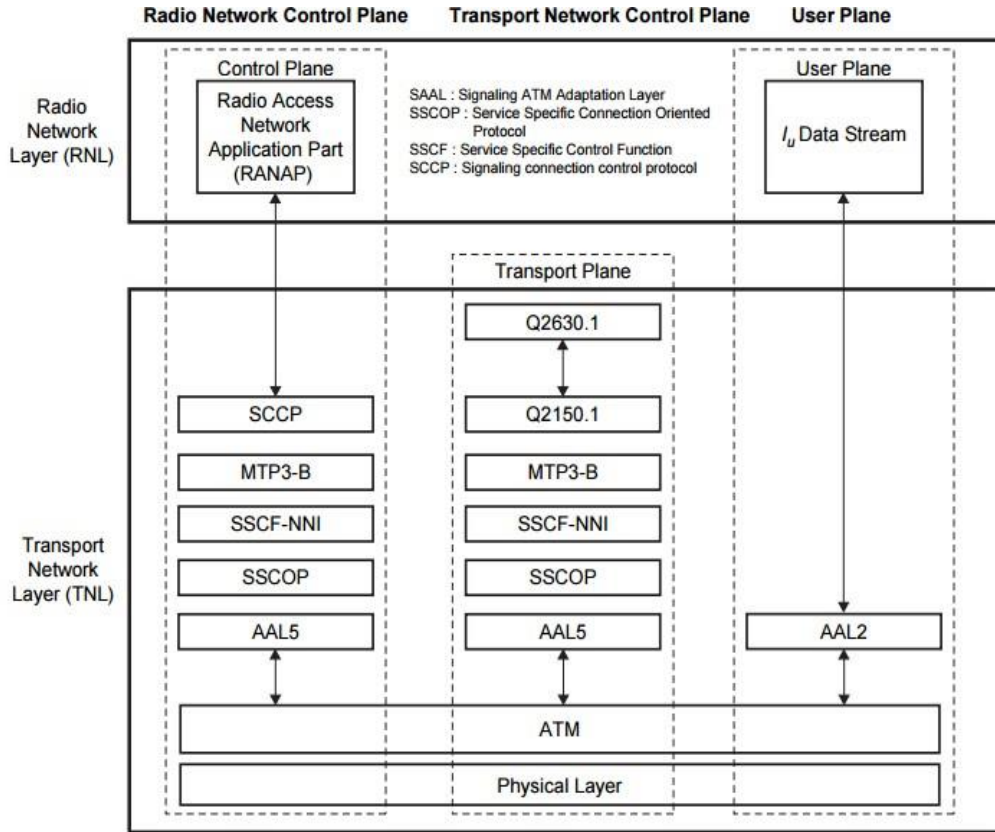 Radio Network Control Plane
Transport Network Control Plane
User Plane
Radio
Network
Layer (RNL)
Control Plane
Radio Access
Network
Application Part
(RANAP)
SAAL : Signaling ATM Adaptation Layer
SSCOP : Service Specific Connection Oriented
Protocol
SSCF : Service Specific Control Function
SCCP : Signaling connection control protocol
User Plane
Iu Data Stream
Transport
Network
Layer (TNL)
Transport Plane
Q2630.1
SCCP
Q2150.1
MTP3-B
MTP3-B
SSCF-NNI
SSCF-NNI
SSCOP
SSCOP
AAL5
AAL5
AAL2
ATM
Physical Layer